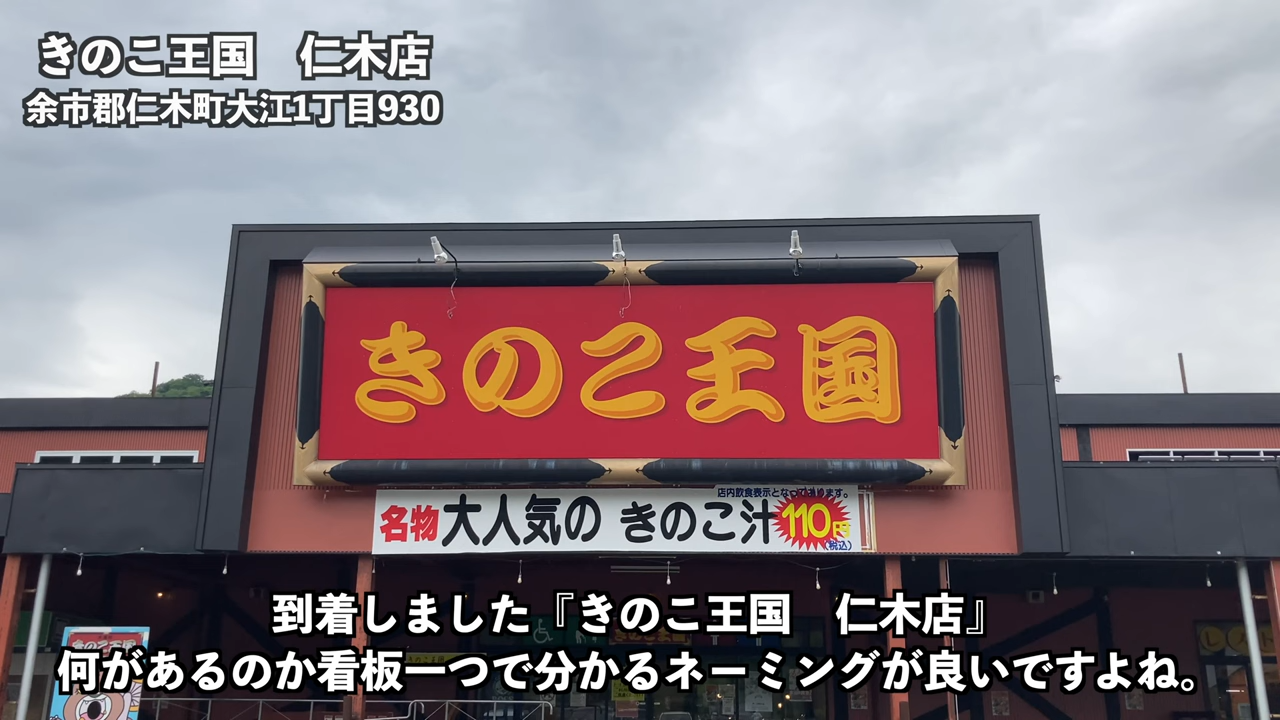 きのこ王国　仁木店
余市郡仁木町大江1丁目930
きのこ王国
店内飲食表示となっております。
名物大人気の きのこ汁110円
(税込)
到着しました『きのこ王国　仁木店』
何があるのか看板一つで分かるネーミングが良いですよね。
きのこ王国